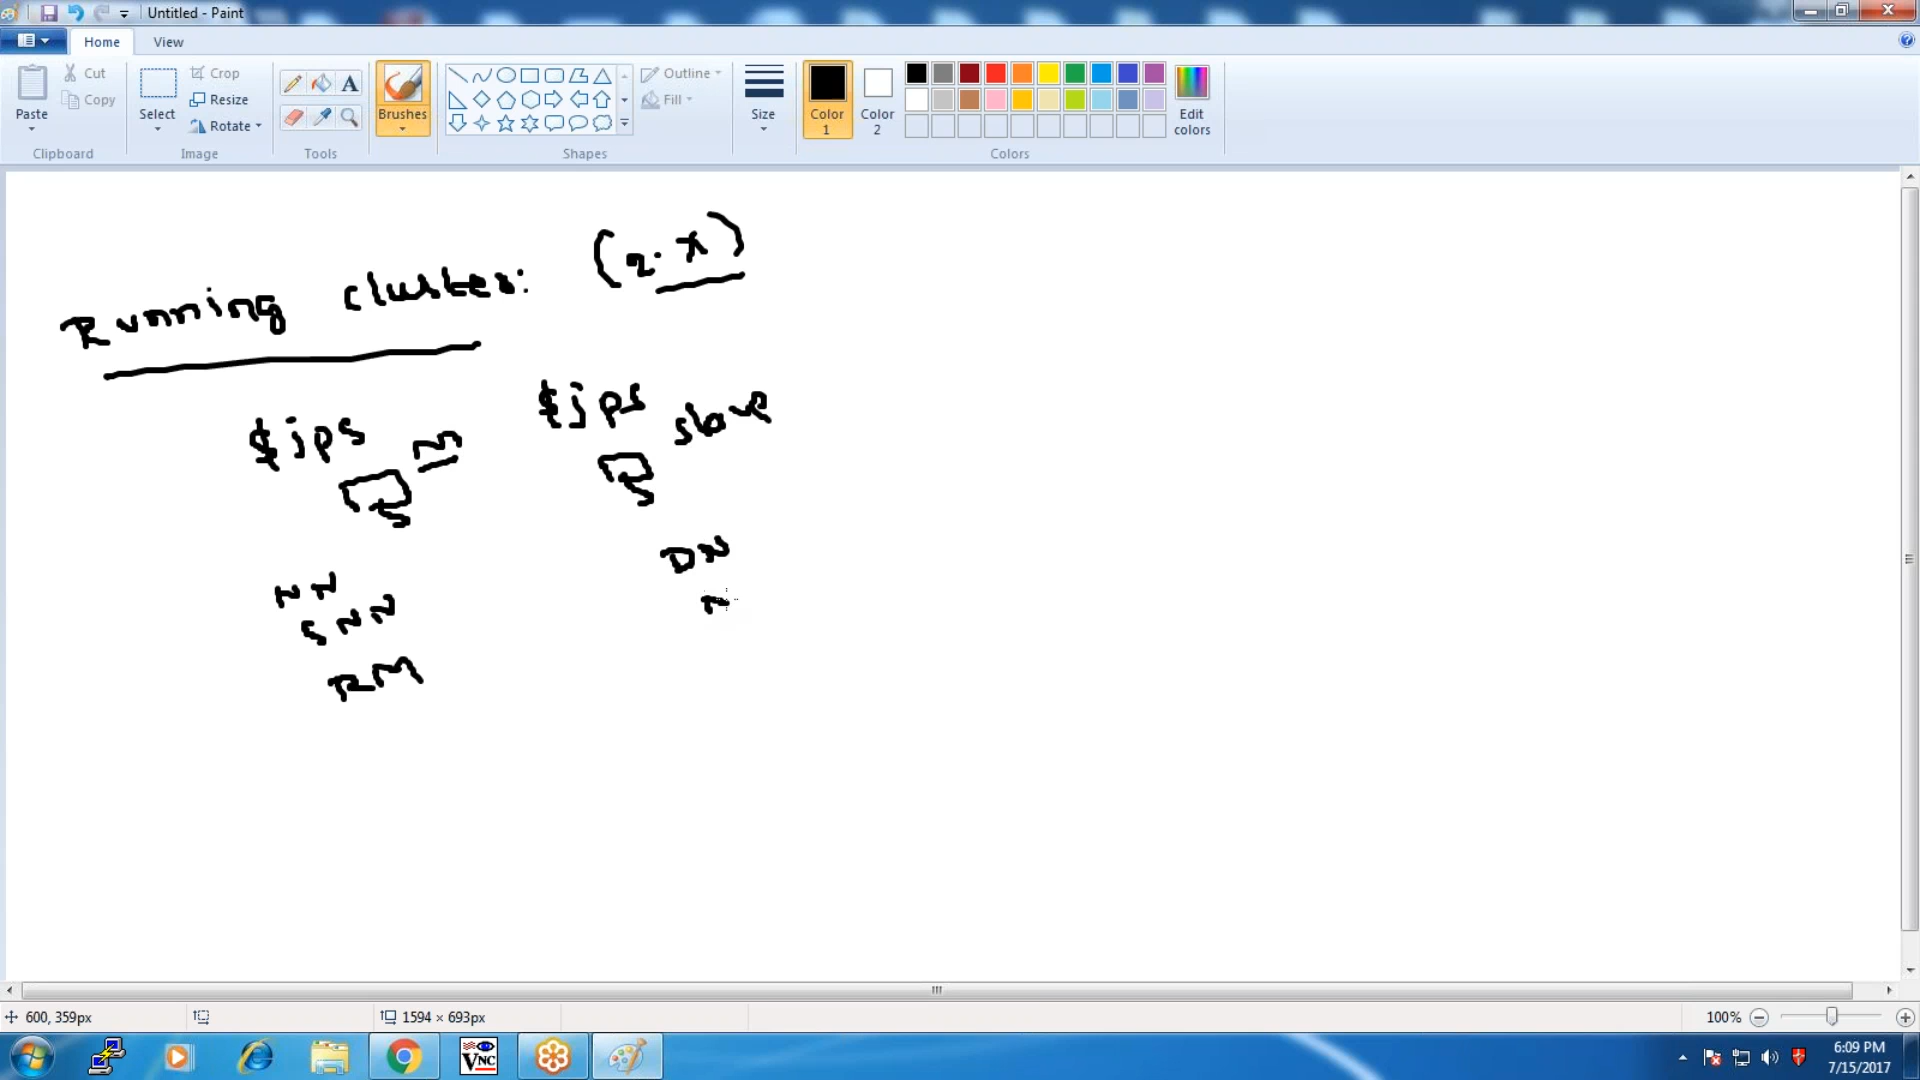 Untitled - Paint
Home View
Paste
Cut
Copy
Clipboard
Select
Crop
Resize
Rotate
Image
A
Tools
Brushes
Shapes
Outline
Fill
Size
Color 1
Color 2
Edit colors
Colors
Running cluster: (2.x)
$jps M
$jps slave
NN
SNN
RM
DN
N
600, 359px
1594 × 693px
100%
VNC
6:09 PM
7/15/2017